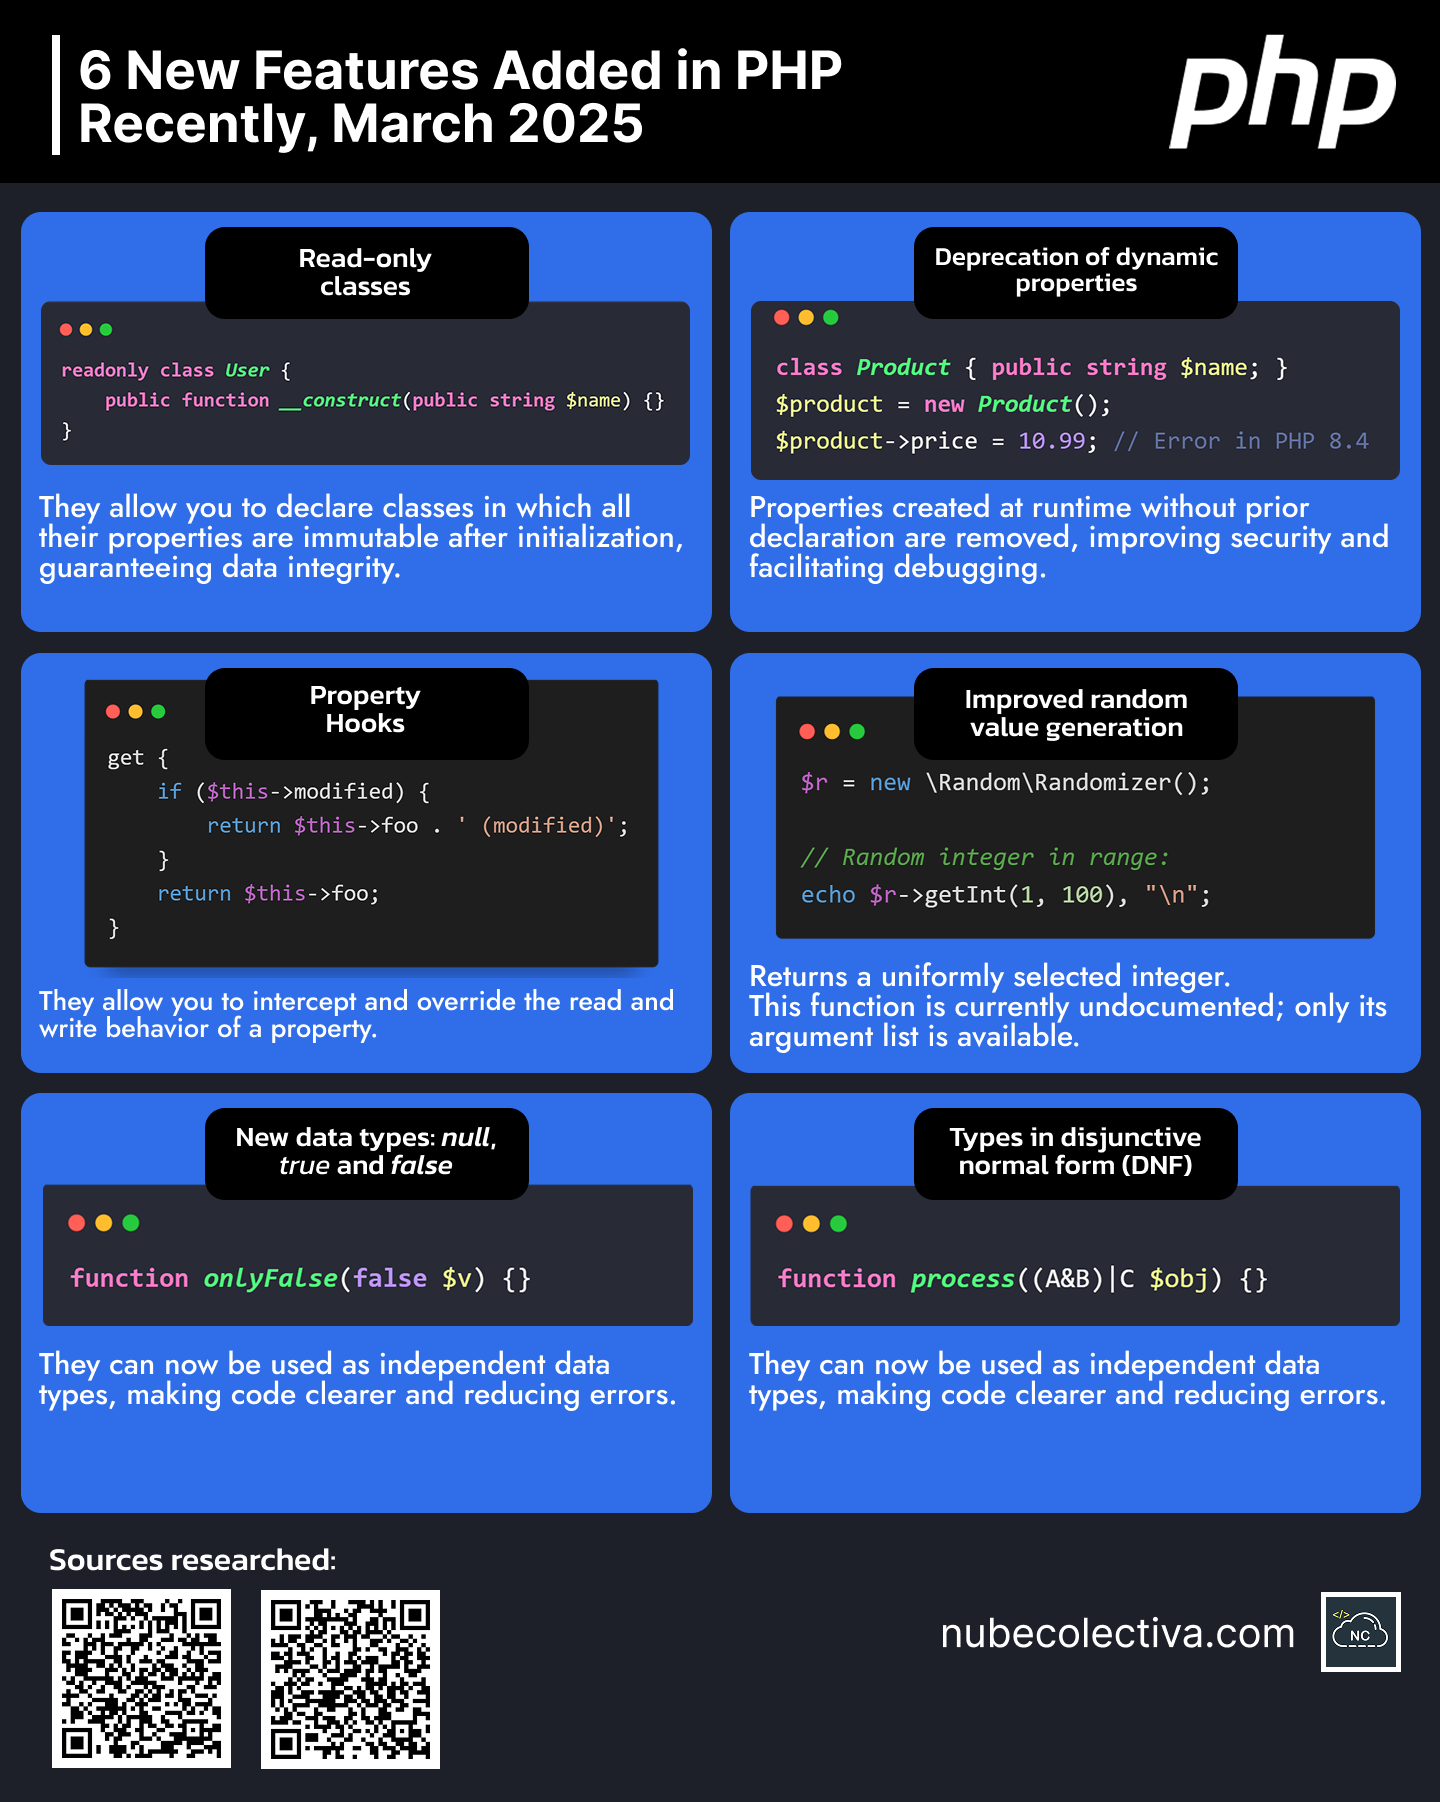 6 New Features Added in PHP
Recently, March 2025
php
Read-only
classes
readonly class User {
    public function __construct(public string $name) {}
}
They allow you to declare classes in which all
their properties are immutable after initialization,
guaranteeing data integrity.
Deprecation of dynamic
properties
class Product { public string $name; }
$product = new Product();
$product->price = 10.99; // Error in PHP 8.4
Properties created at runtime without prior
declaration are removed, improving security and
facilitating debugging.
Property
Hooks
get {
    if ($this->modified) {
        return $this->foo . ' (modified)';
    }
    return $this->foo;
}
They allow you to intercept and override the read and
write behavior of a property.
Improved random
value generation
$r = new \Random\Randomizer();
// Random integer in range:
echo $r->getInt(1, 100), "\n";
Returns a uniformly selected integer.
This function is currently undocumented; only its
argument list is available.
New data types: null,
true and false
function onlyFalse(false $v) {}
They can now be used as independent data
types, making code clearer and reducing errors.
Types in disjunctive
normal form (DNF)
function process((A&B)|C $obj) {}
They can now be used as independent data
types, making code clearer and reducing errors.
Sources researched:
nubecolectiva.com
</>
NC